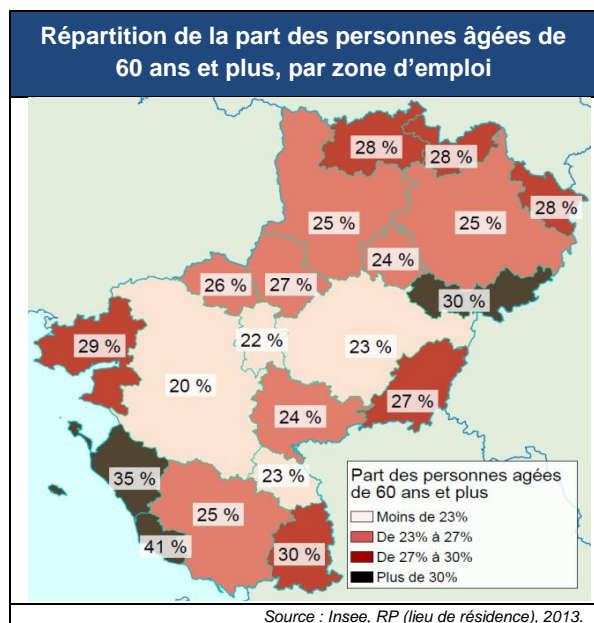 Répartition de la part des personnes âgées de
60 ans et plus, par zone d'emploi
28 %
28 %
28 %
25 %
25 %
24 %
26 %
27 %
30 %
29 %
22 %
23 %
20 %
27 %
24 %
35 %
23 %
25 %
41 %
30 %
Part des personnes agées
de 60 ans et plus
Moins de 23%
De 23% à 27%
De 27% à 30%
Plus de 30%
Source : Insee, RP (lieu de résidence), 2013.